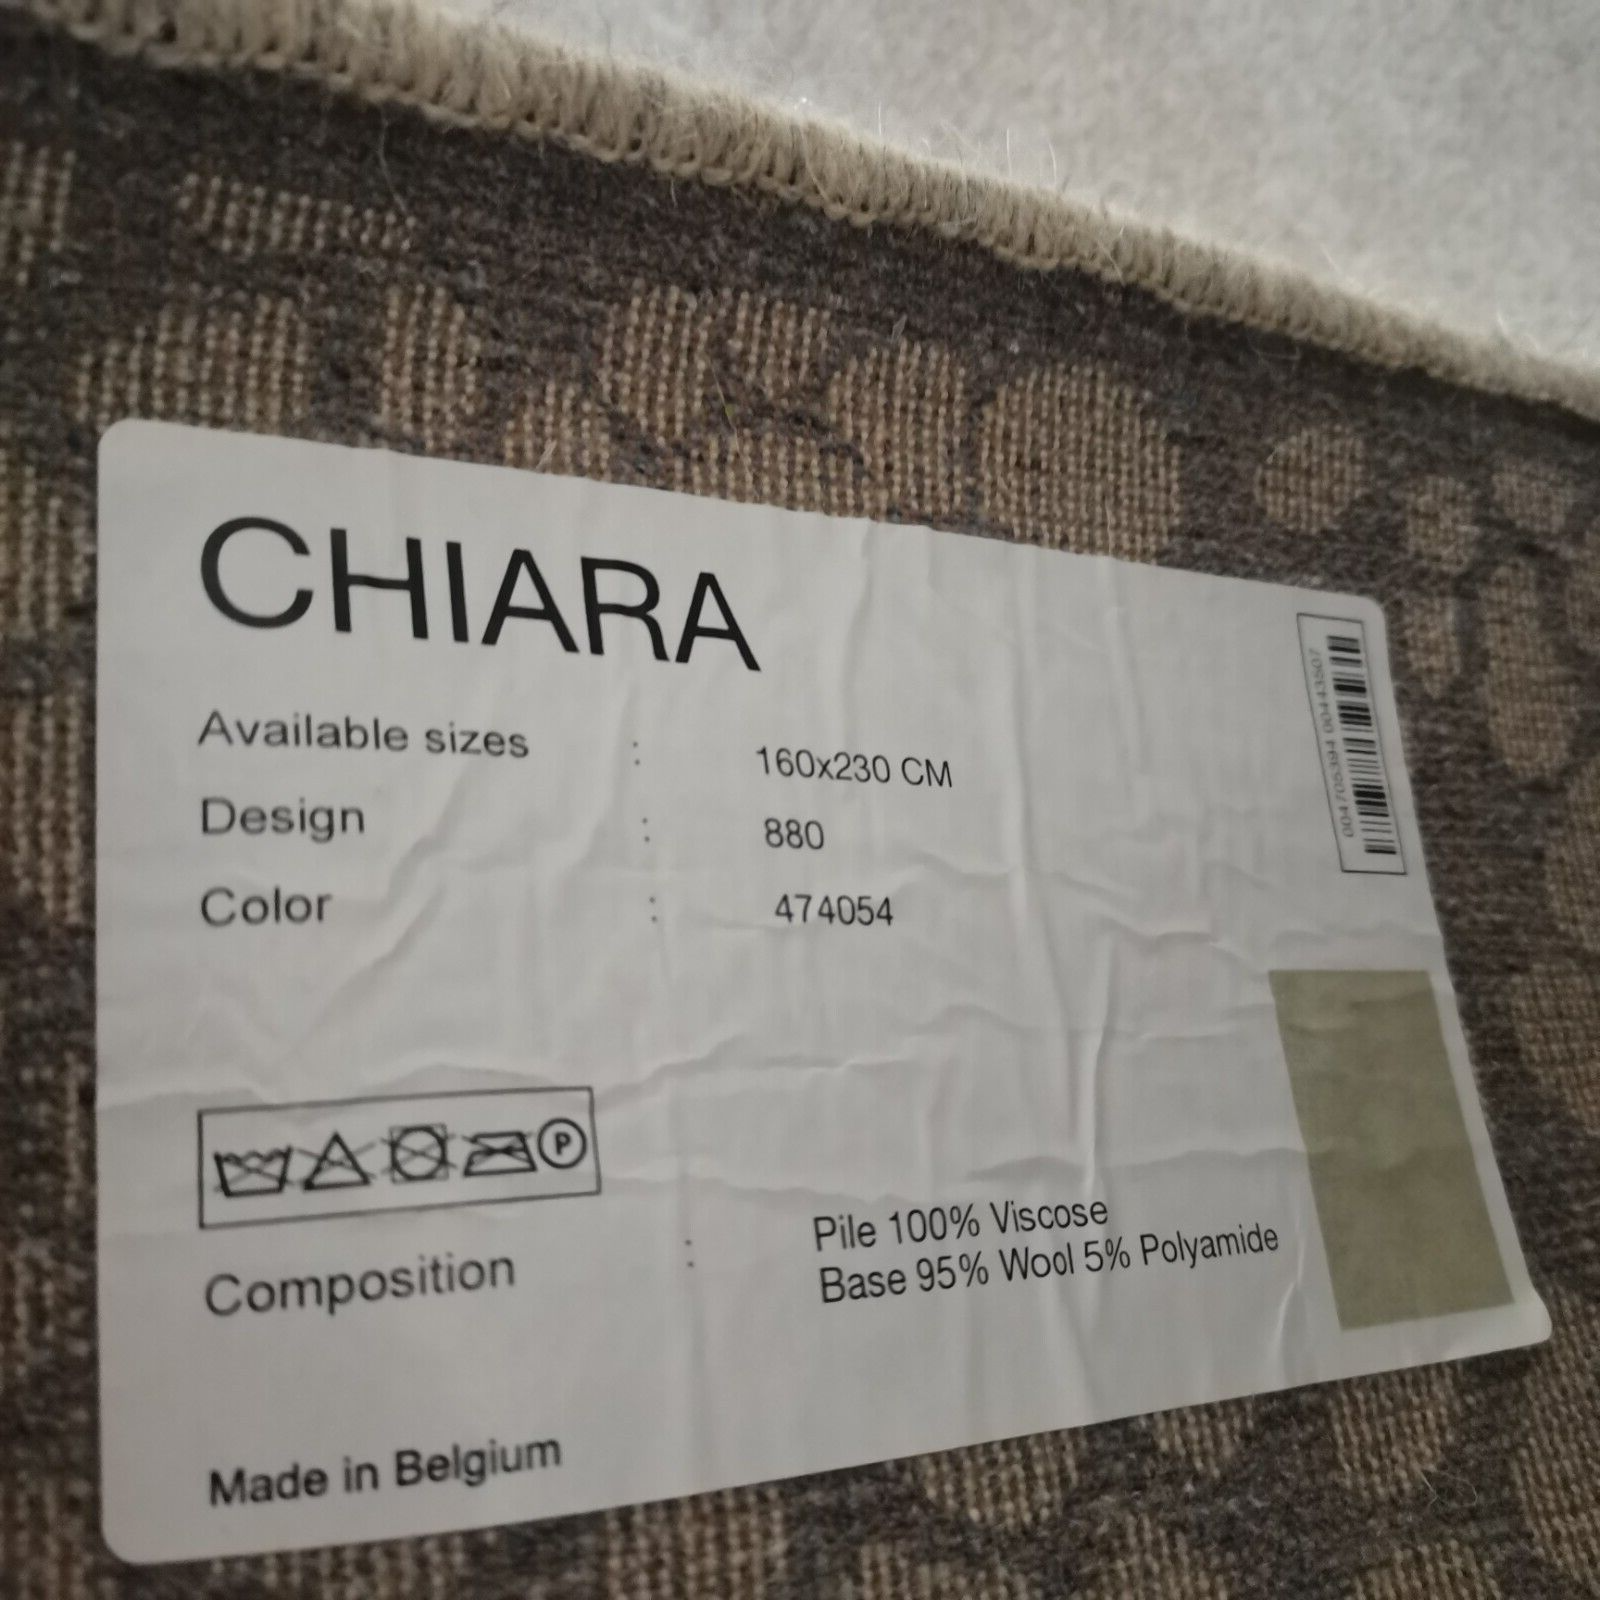 CHIARA
Available sizes : 160x230 CM
Design : 880
Color : 474054
P
Composition : Pile 100% Viscose
Base 95% Wool 5% Polyamide
Made in Belgium